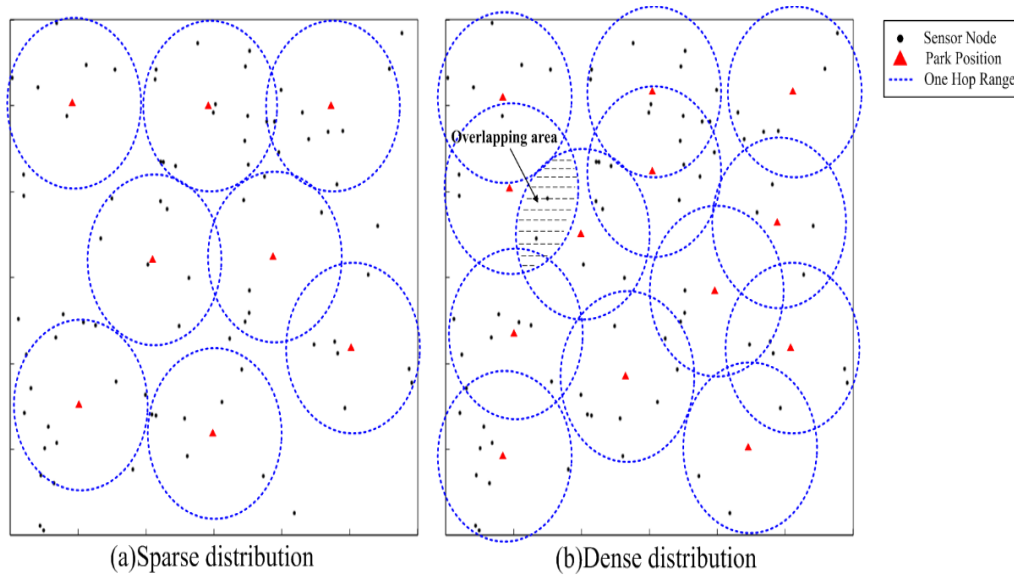 Sensor Node
Park Position
One Hop Range
Overlapping area
(a)Sparse distribution
(b)Dense distribution